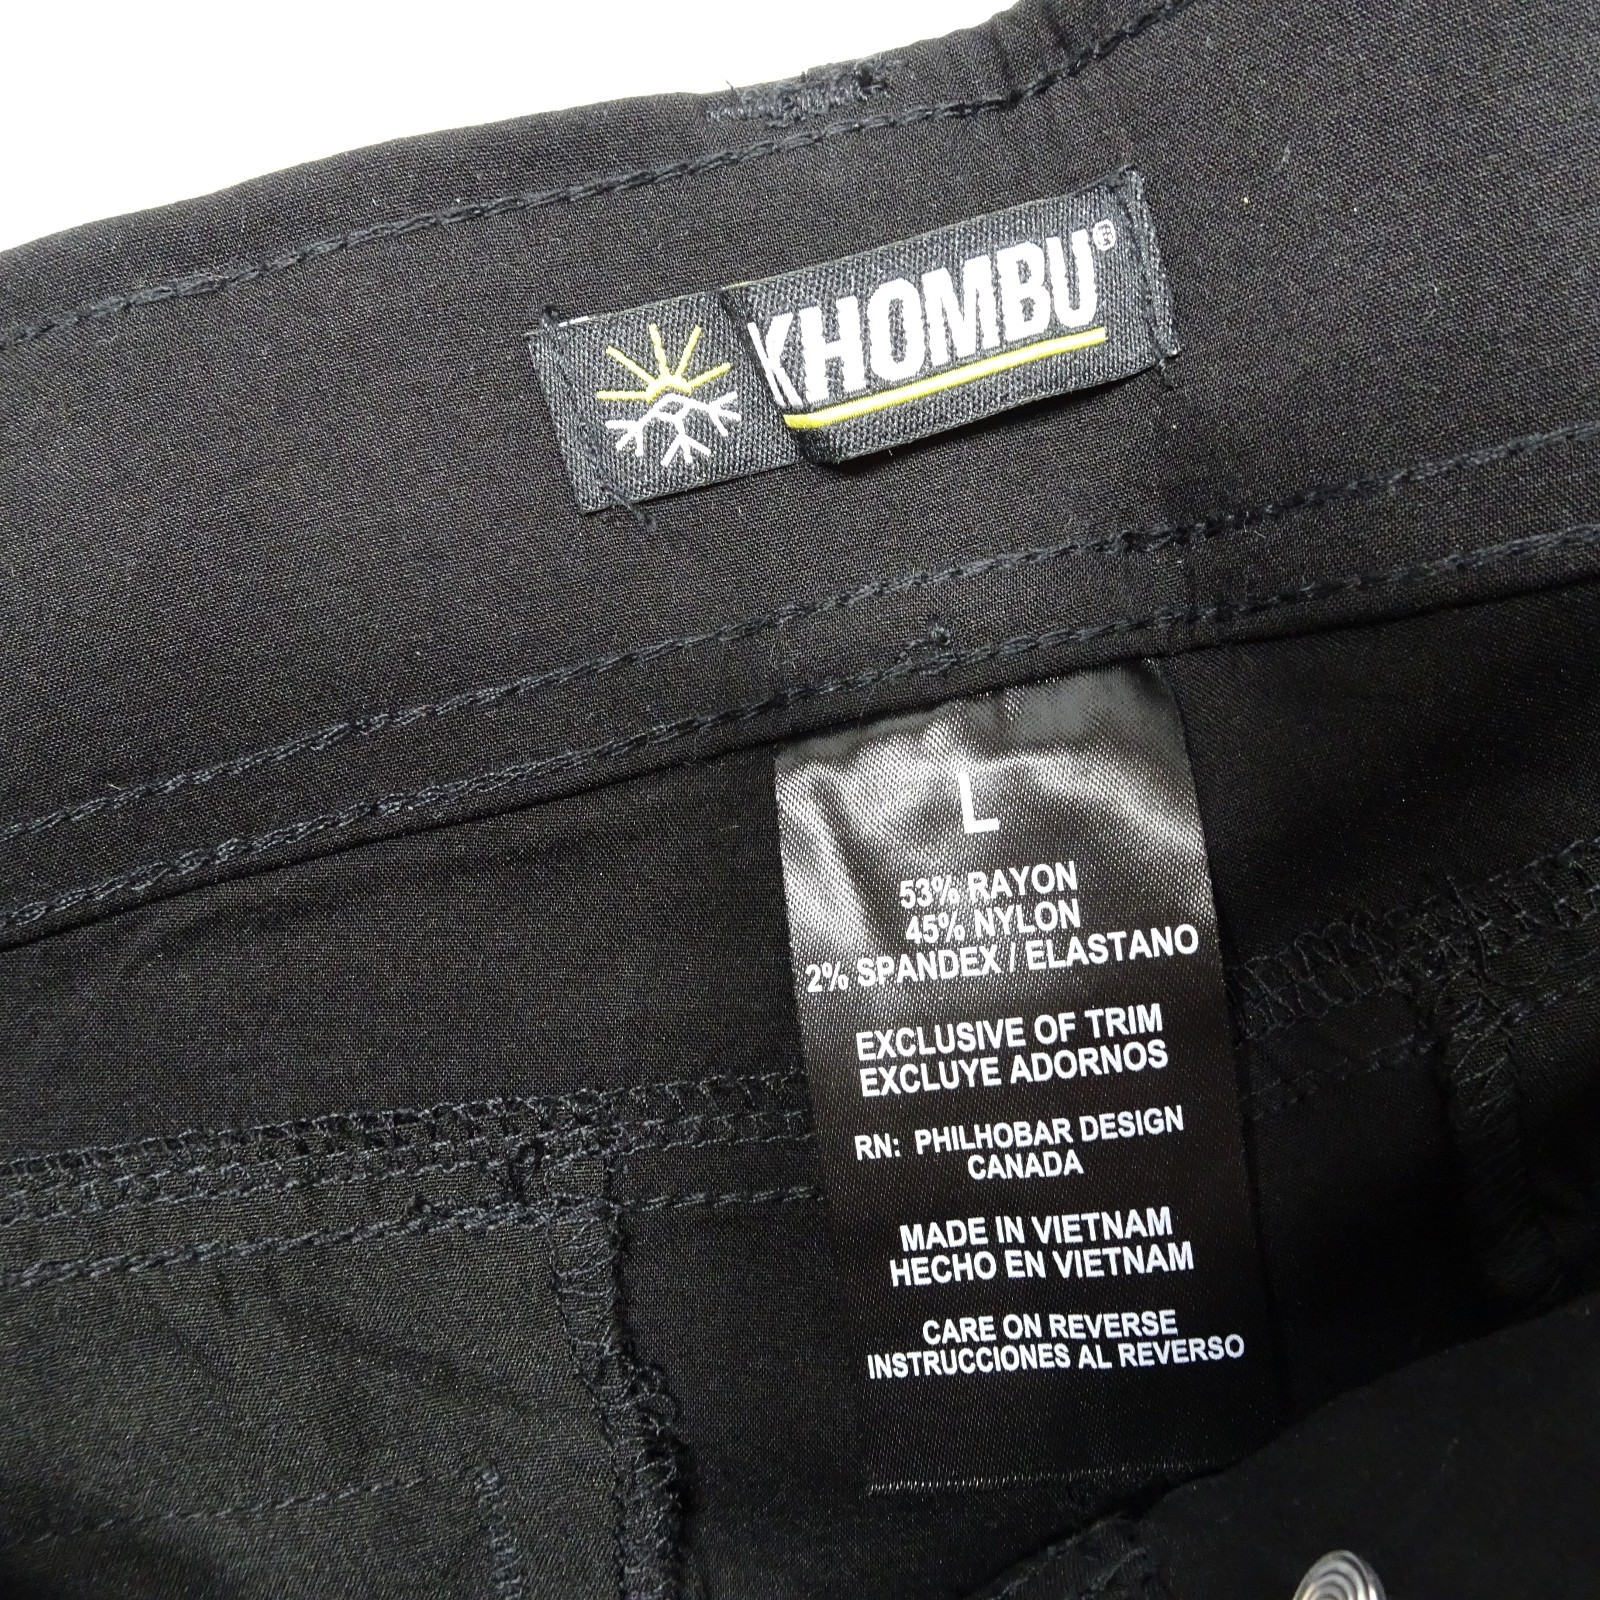 KHOMBU®
L
53% RAYON
45% NYLON
2% SPANDEX / ELASTANO
EXCLUSIVE OF TRIM
EXCLUYE ADORNOS
RN: PHILHOBAR DESIGN
CANADA
MADE IN VIETNAM
HECHO EN VIETNAM
CARE ON REVERSE
INSTRUCCIONES AL REVERSO